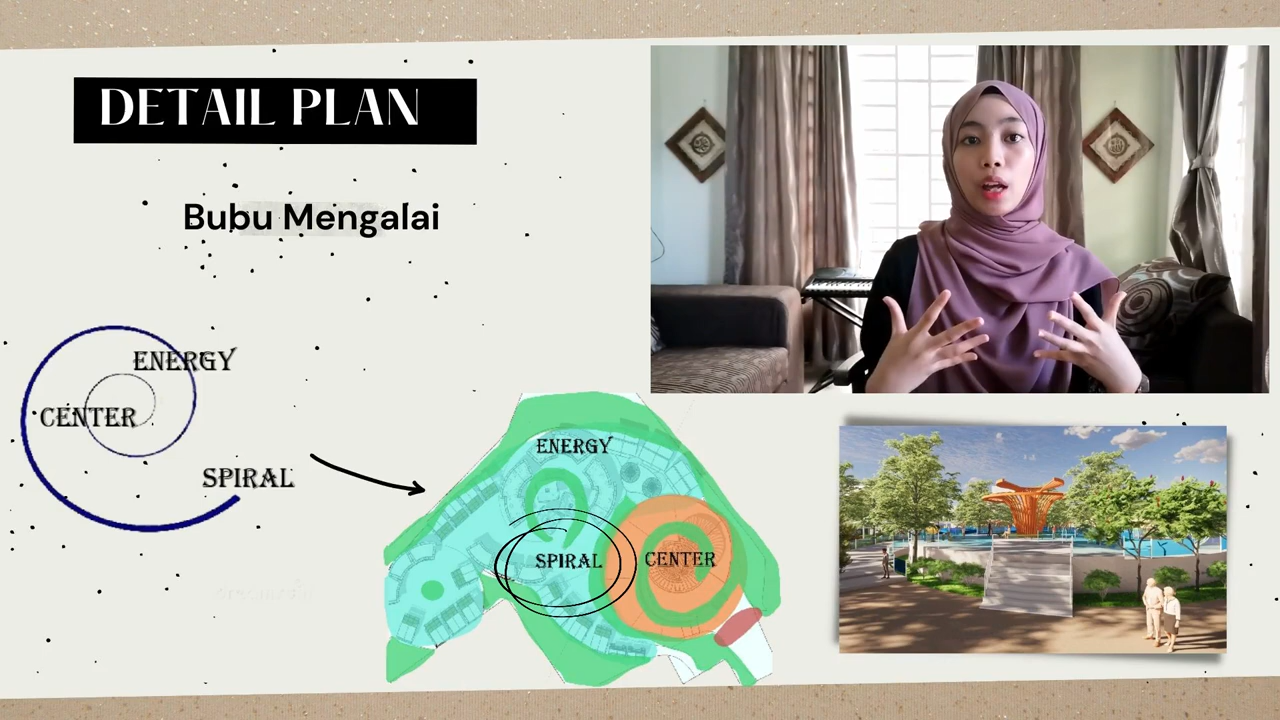 DETAIL PLAN
Bubu Mengalai
ENERGY
CENTER
SPIRAL
ENERGY
SPIRAL
CENTER